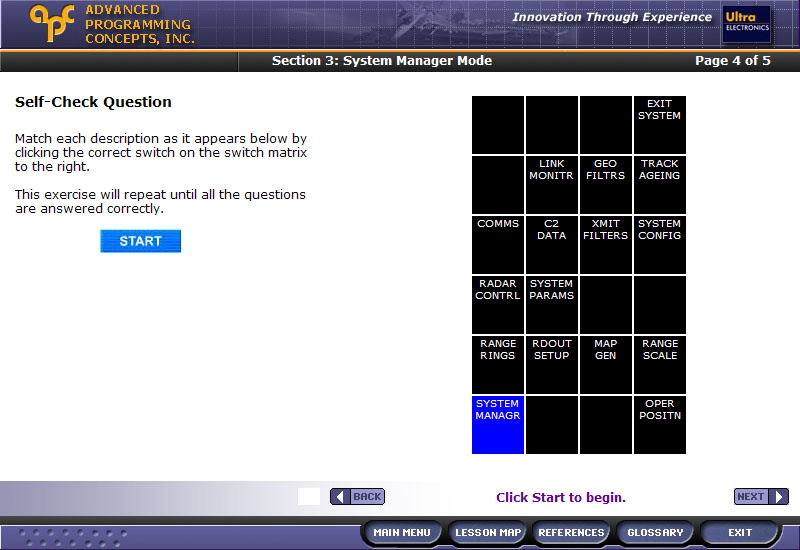 apc
ADVANCED
PROGRAMMING
CONCEPTS, INC.
Innovation Through Experience
Ultra
ELECTRONICS
Section 3: System Manager Mode
Page 4 of 5
Self-Check Question
Match each description as it appears below by
clicking the correct switch on the switch matrix
to the right.
This exercise will repeat until all the questions
are answered correctly.
START
EXIT
SYSTEM
LINK
MONITR
GEO
FILTRS
TRACK
AGEING
COMMS
C2
DATA
XMIT
FILTERS
SYSTEM
CONFIG
RADAR
CONTRL
SYSTEM
PARAMS
RANGE
RINGS
RDOUT
SETUP
MAP
GEN
RANGE
SCALE
SYSTEM
MANAGR
OPER
POSITN
BACK
Click Start to begin.
NEXT
MAIN MENU
LESSON MAP
REFERENCES
GLOSSARY
EXIT